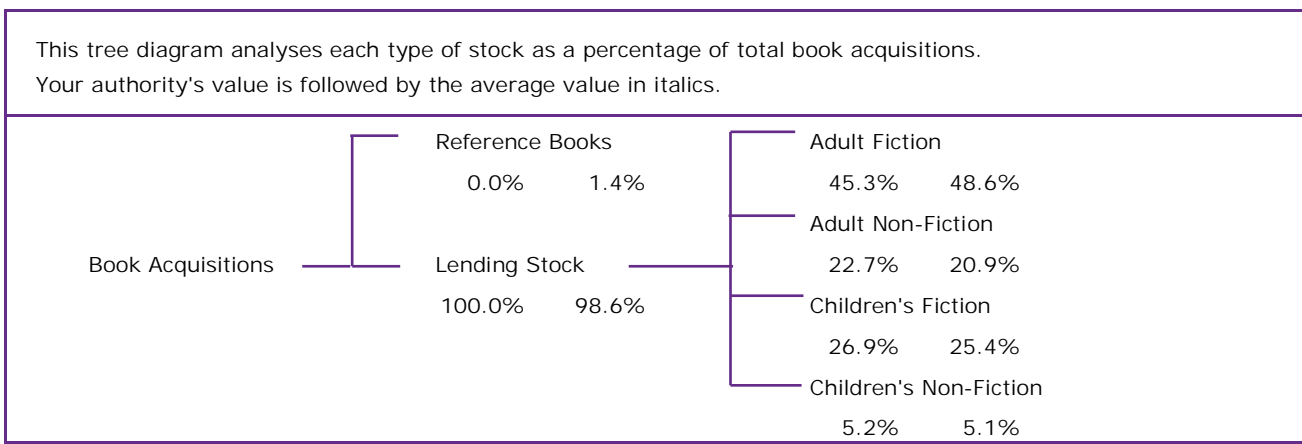 This tree diagram analyses each type of stock as a percentage of total book acquisitions.
Your authority's value is followed by the average value in italics.
Reference Books
0.0% 1.4%
Book Acquisitions
Lending Stock
100.0% 98.6%
Adult Fiction
45.3% 48.6%
Adult Non-Fiction
22.7% 20.9%
Children's Fiction
26.9% 25.4%
Children's Non-Fiction
5.2% 5.1%